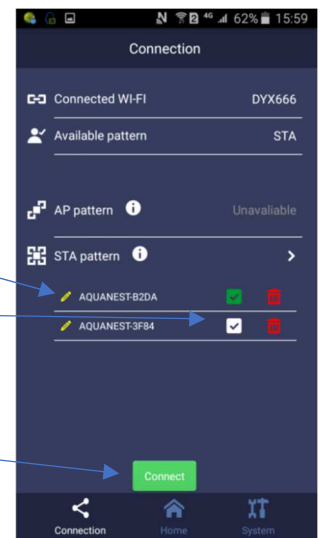 4G 62% 15:59
Connection
Connected WI-FI DYX666
Available pattern STA
AP pattern Unavaliable
STA pattern
AQUANEST-B2DA
AQUANEST-3F84
Connect
Connection Home System